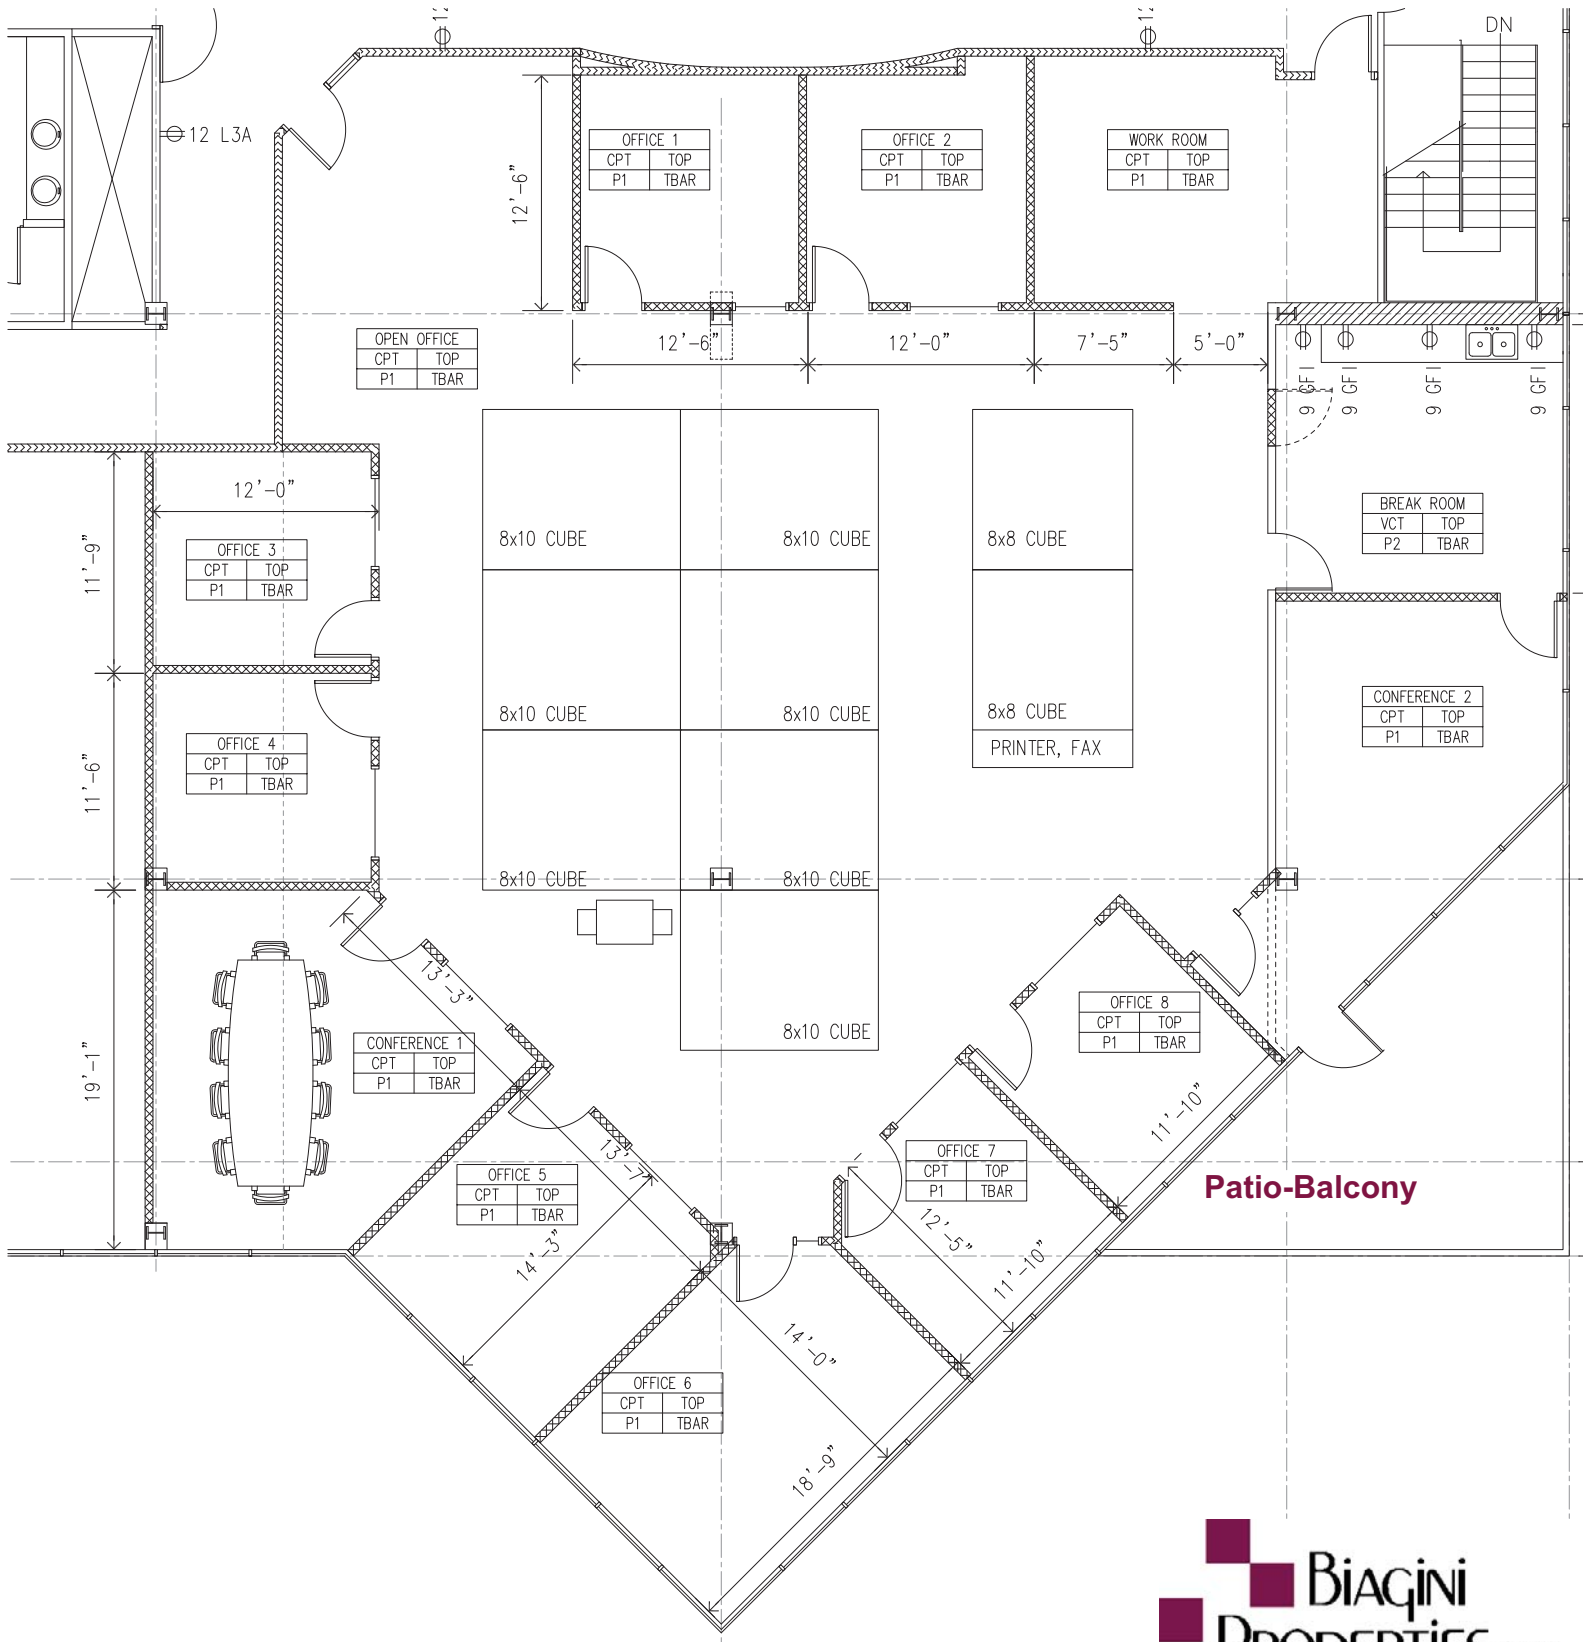 DN
12 L3A
OFFICE 1
CPT TOP
P1 TBAR
OFFICE 2
CPT TOP
P1 TBAR
WORK ROOM
CPT TOP
P1 TBAR
12'-6"
OPEN OFFICE
CPT TOP
P1 TBAR
12'-6"
12'-0"
7'-5"
5'-0"
9 GFI
9 GFI
9 GFI
9 GFI
12'-0"
11'-9"
OFFICE 3
CPT TOP
P1 TBAR
8x10 CUBE
8x10 CUBE
8x8 CUBE
BREAK ROOM
VCT TOP
P2 TBAR
8x10 CUBE
8x10 CUBE
8x8 CUBE
PRINTER, FAX
CONFERENCE 2
CPT TOP
P1 TBAR
11'-6"
OFFICE 4
CPT TOP
P1 TBAR
8x10 CUBE
8x10 CUBE
13'-3"
8x10 CUBE
OFFICE 8
CPT TOP
P1 TBAR
19'-1"
CONFERENCE 1
CPT TOP
P1 TBAR
11'-10"
13'-7"
OFFICE 5
CPT TOP
P1 TBAR
OFFICE 7
CPT TOP
P1 TBAR
Patio-Balcony
14'-3"
12'-5"
11'-10"
14'-0"
OFFICE 6
CPT TOP
P1 TBAR
18'-9"
BiAGiNi
PROPERTiES